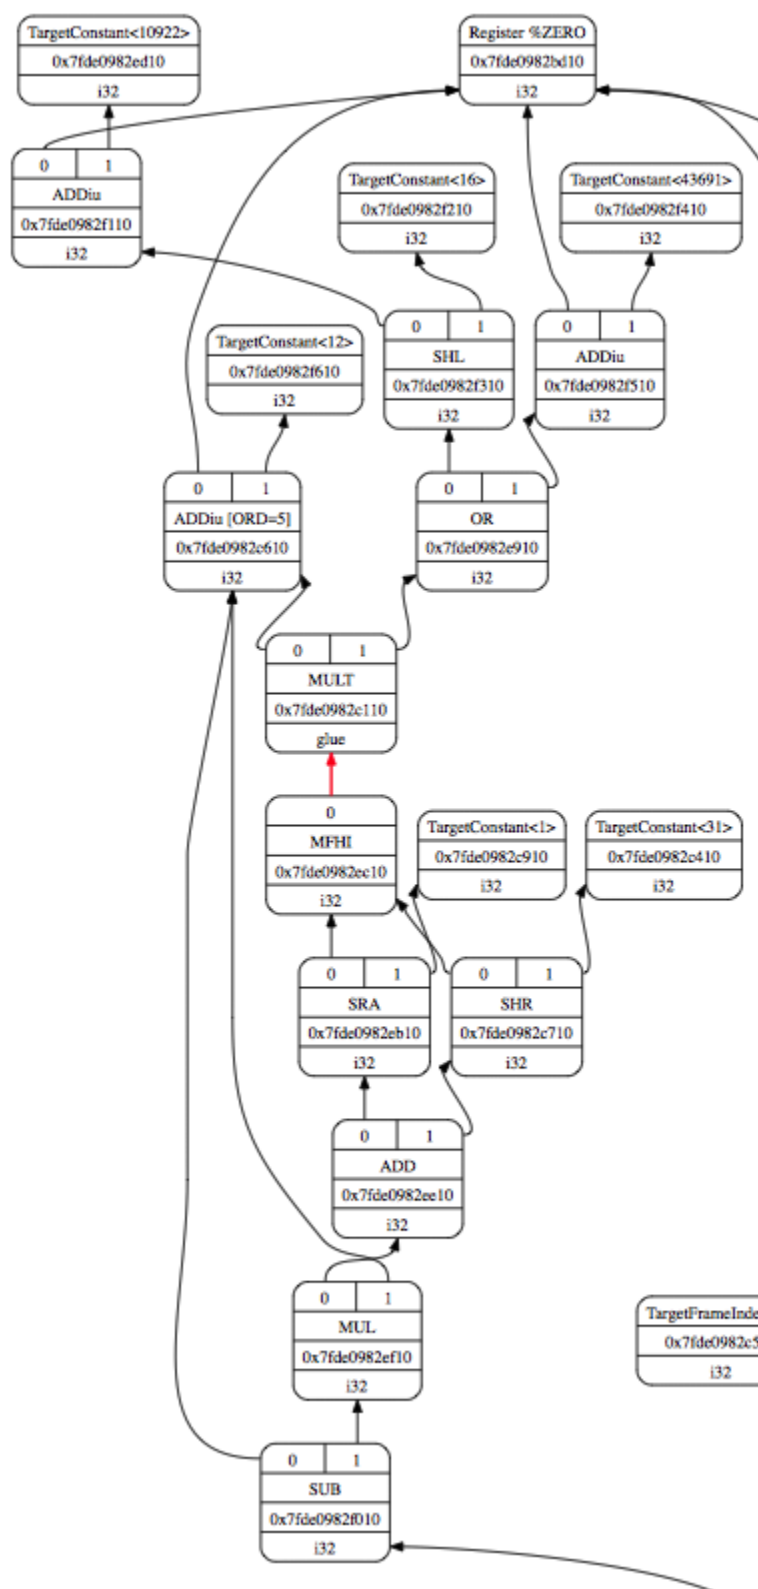 TargetConstant<10922>
0x7fde0982ed10
i32
Register %ZERO
0x7fde0982bd10
i32
0 1
ADDiu
0x7fde0982f110
i32
TargetConstant<16>
0x7fde0982f210
i32
TargetConstant<43691>
0x7fde0982f410
i32
TargetConstant<12>
0x7fde0982f610
i32
0 1
SHL
0x7fde0982f310
i32
0 1
ADDiu
0x7fde0982f510
i32
0 1
ADDiu [ORD=5]
0x7fde0982c610
i32
0 1
OR
0x7fde0982e910
i32
0 1
MULT
0x7fde0982c110
glue
0
MFHI
0x7fde0982ec10
i32
TargetConstant<1>
0x7fde0982c910
i32
TargetConstant<31>
0x7fde0982c410
i32
0 1
SRA
0x7fde0982eb10
i32
0 1
SHR
0x7fde0982c710
i32
0 1
ADD
0x7fde0982ee10
i32
0 1
MUL
0x7fde0982ef10
i32
TargetFrameInde
0x7fde0982c5
i32
0 1
SUB
0x7fde0982f010
i32